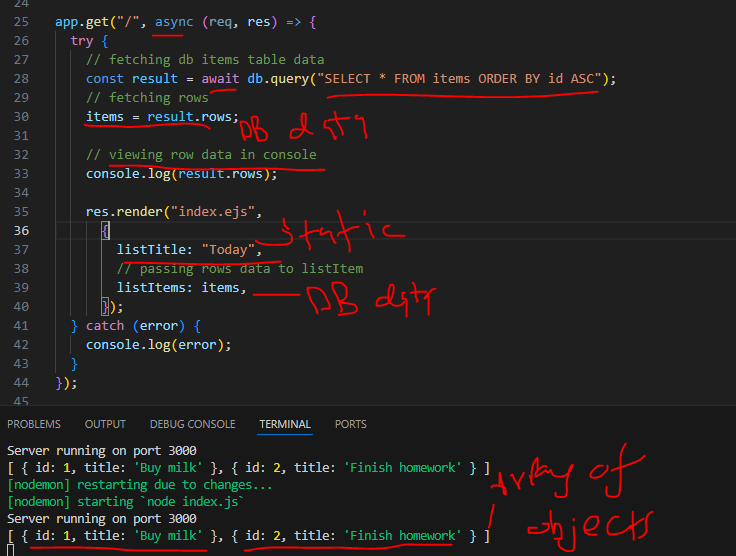 24
25 app.get("/", async (req, res) => {
26 try {
27 // fetching db items table data
28 const result = await db.query("SELECT * FROM items ORDER BY id ASC");
29 // fetching rows
30 items = result.rows; DB data
31
32 // viewing row data in console
33 console.log(result.rows);
34
35 res.render("index.ejs",
36 {
37 listTitle: "Today", static
38 // passing rows data to listItem
39 listItems: items, DB data
40 });
41 } catch (error) {
42 console.log(error);
43 }
44 });
45
PROBLEMS OUTPUT DEBUG CONSOLE TERMINAL PORTS
Server running on port 3000
[ { id: 1, title: 'Buy milk' }, { id: 2, title: 'Finish homework' } ]
[nodemon] restarting due to changes...
[nodemon] starting `node index.js`
Server running on port 3000
[ { id: 1, title: 'Buy milk' }, { id: 2, title: 'Finish homework' } ]
array of
objects